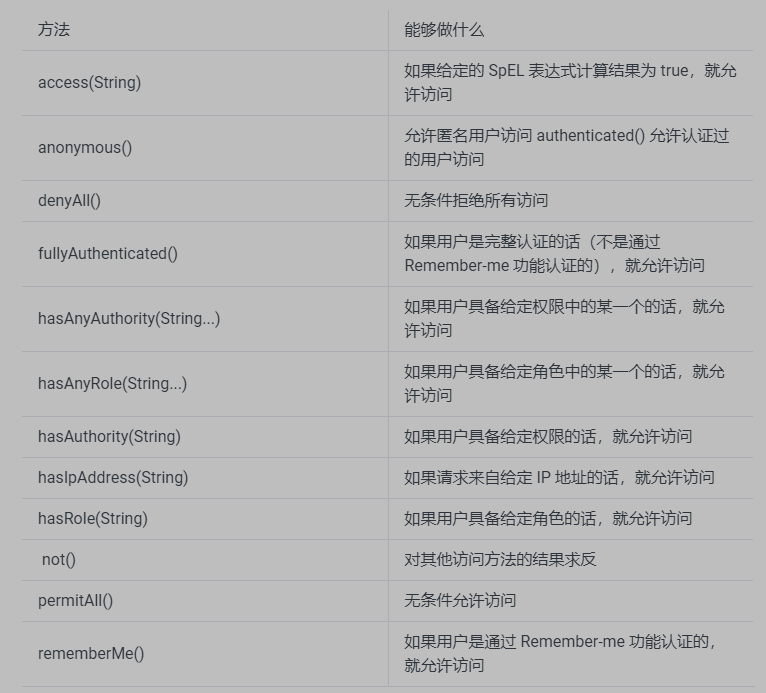 方法
能够做什么
access(String)
如果给定的 SpEL 表达式计算结果为 true，就允
许访问
anonymous()
允许匿名用户访问 authenticated() 允许认证过
的用户访问
denyAll()
无条件拒绝所有访问
fullyAuthenticated()
如果用户是完整认证的话（不是通过
Remember-me 功能认证的），就允许访问
hasAnyAuthority(String...)
如果用户具备给定权限中的某一个的话，就允
许访问
hasAnyRole(String...)
如果用户具备给定角色中的某一个的话，就允
许访问
hasAuthority(String)
如果用户具备给定权限的话，就允许访问
hasIpAddress(String)
如果请求来自给定 IP 地址的话，就允许访问
hasRole(String)
如果用户具备给定角色的话，就允许访问
not()
对其他访问方法的结果求反
permitAll()
无条件允许访问
rememberMe()
如果用户是通过 Remember-me 功能认证的，
就允许访问